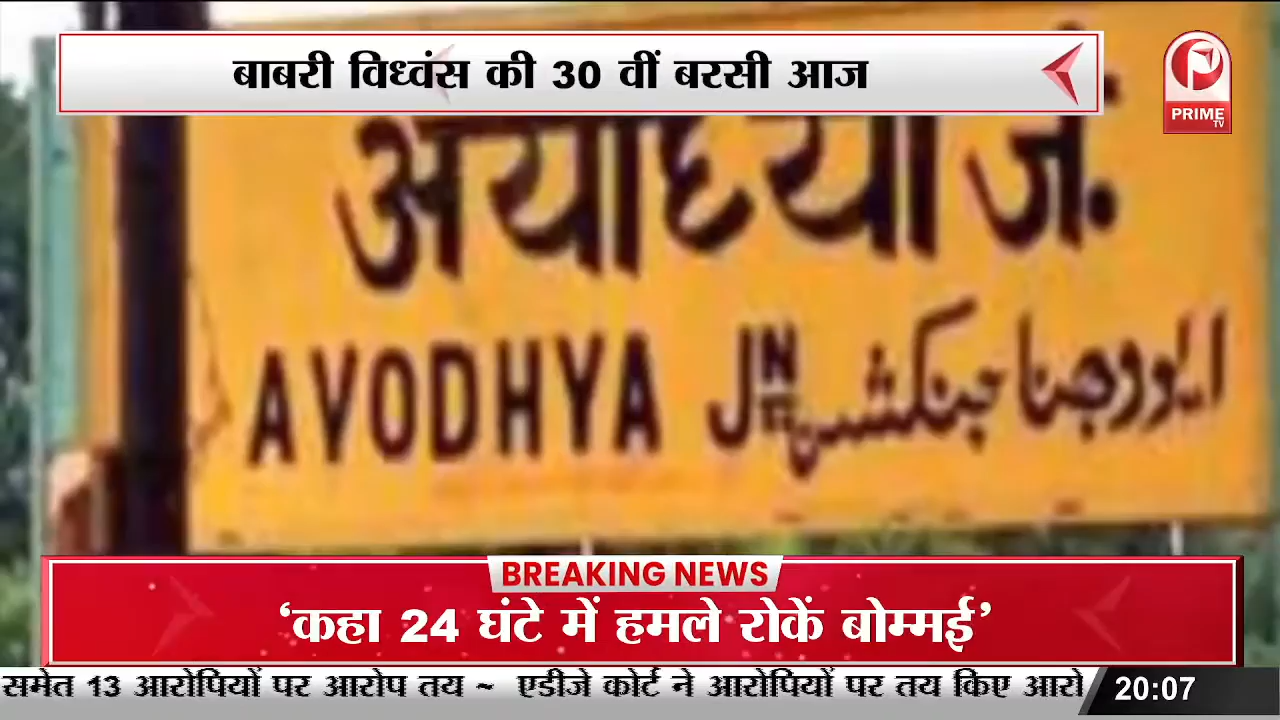 बाबरी विध्वंस की 30 वीं बरसी आज
PRIME
TV
अयोध्या जं.
AYODHYA JN
BREAKING NEWS
‘कहा 24 घंटे में हमले रोकें बोम्मई’
समेत 13 आरोपियों पर आरोप तय ~ एडीजे कोर्ट ने आरोपियों पर तय किए आरो
20:07